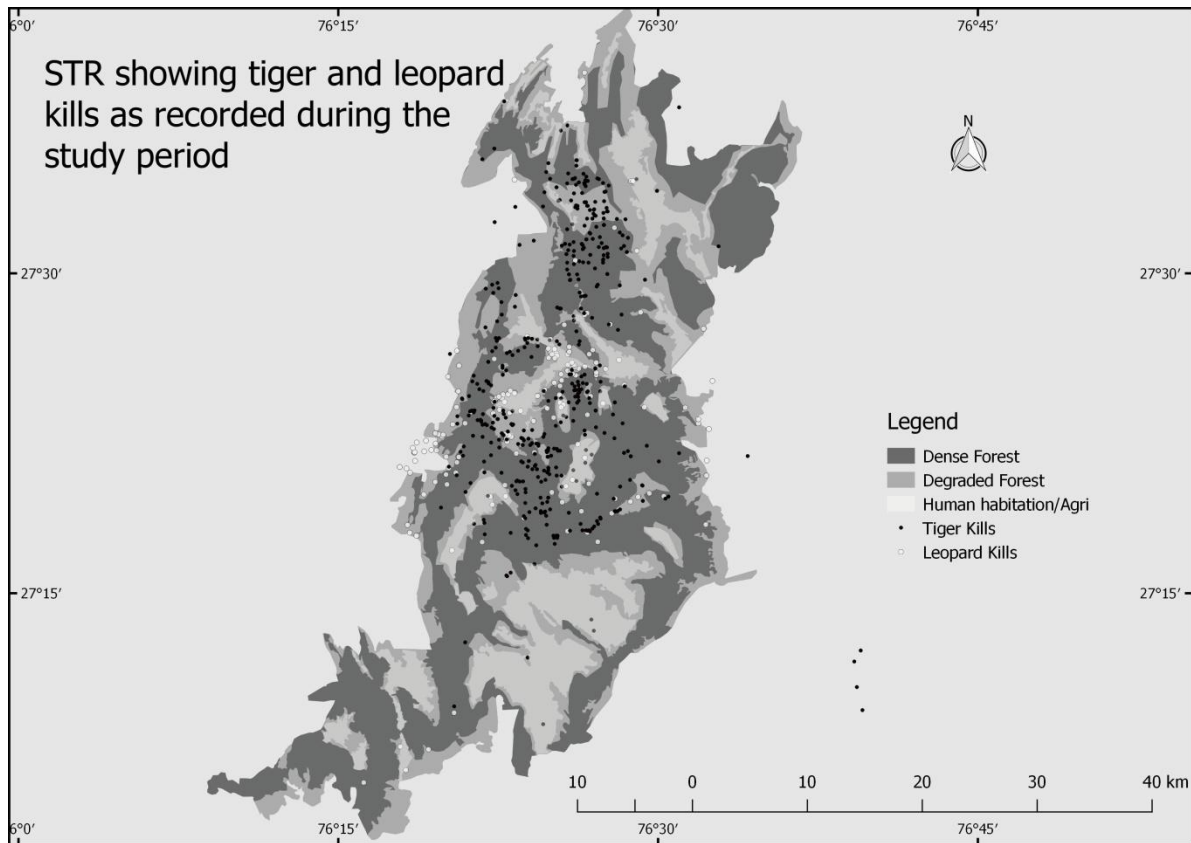 6°0′ 76°15′ 76°30′ 76°45′
STR showing tiger and leopard
kills as recorded during the
study period
N
27°30′ 27°30′
Legend
Dense Forest
Degraded Forest
Human habitation/Agri
Tiger Kills
Leopard Kills
27°15′ 27°15′
10 0 10 20 30 40 km
6°0′ 76°15′ 76°30′ 76°45′